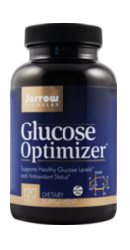 Jarrow
FORMULAS
Glucose
Optimizer
Supports Healthy Glucose Levels*
and Antioxidant Status*
120
DIETARY
SUPPLEMENT